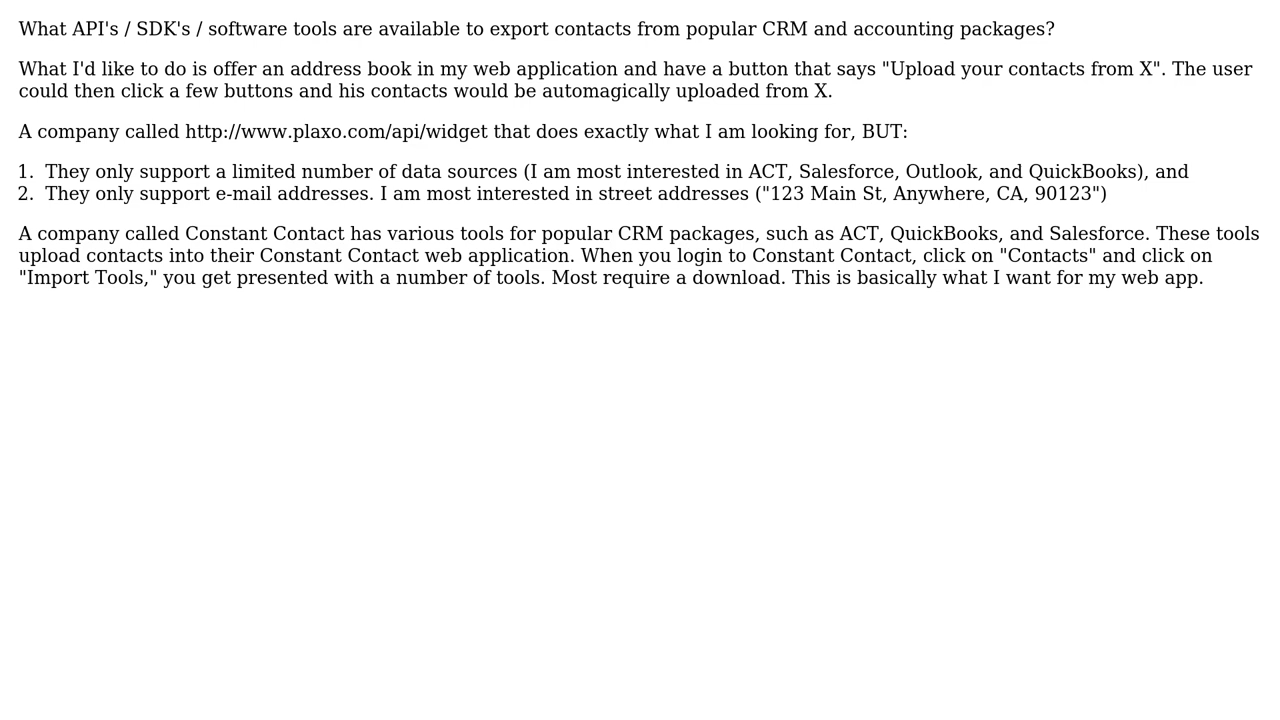 What API's / SDK's / software tools are available to export contacts from popular CRM and accounting packages?
What I'd like to do is offer an address book in my web application and have a button that says "Upload your contacts from X". The user
could then click a few buttons and his contacts would be automagically uploaded from X.
A company called http://www.plaxo.com/api/widget that does exactly what I am looking for, BUT:
1. They only support a limited number of data sources (I am most interested in ACT, Salesforce, Outlook, and QuickBooks), and
2. They only support e-mail addresses. I am most interested in street addresses ("123 Main St, Anywhere, CA, 90123")
A company called Constant Contact has various tools for popular CRM packages, such as ACT, QuickBooks, and Salesforce. These tools
upload contacts into their Constant Contact web application. When you login to Constant Contact, click on "Contacts" and click on
"Import Tools," you get presented with a number of tools. Most require a download. This is basically what I want for my web app.